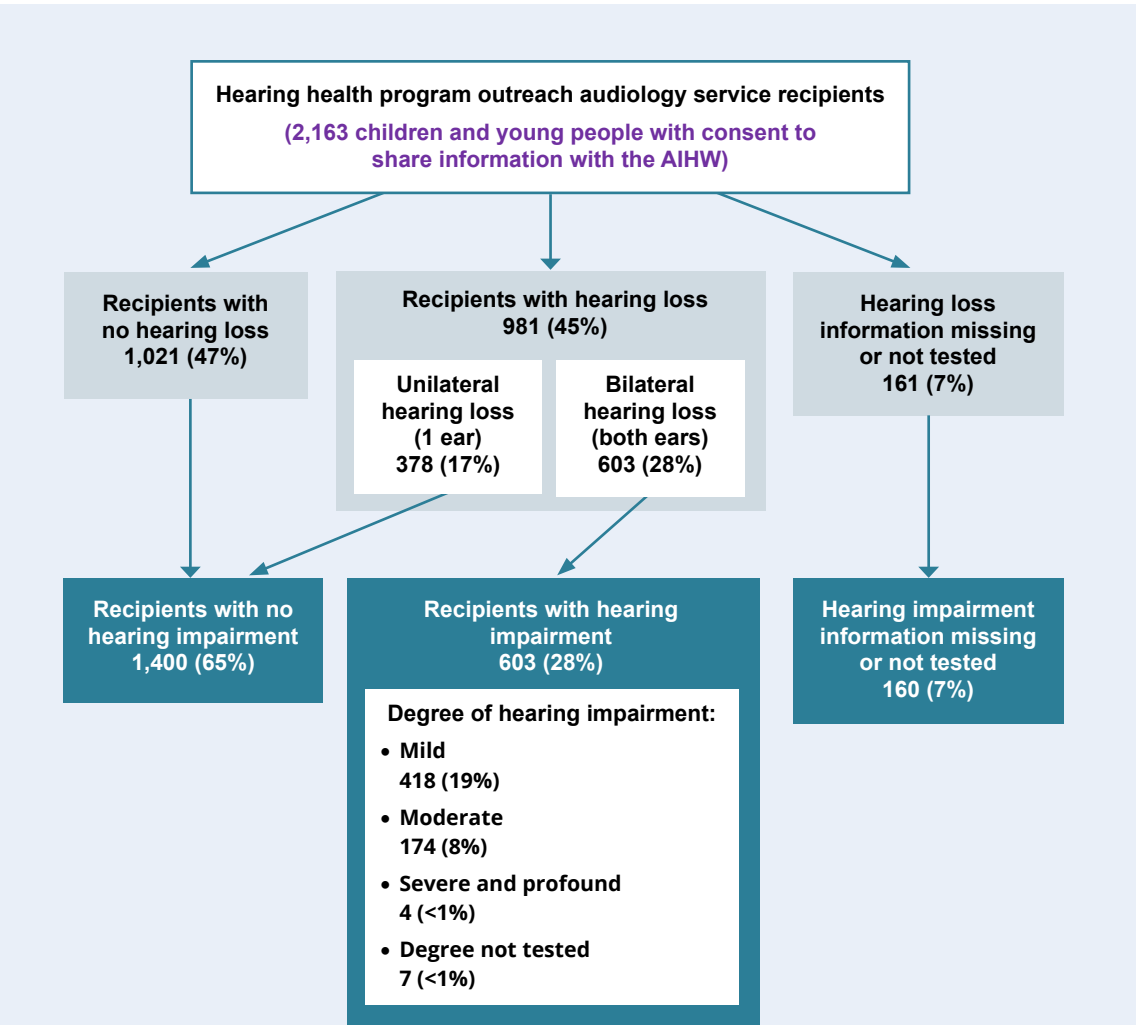 Hearing health program outreach audiology service recipients
(2,163 children and young people with consent to
share information with the AIHW)
Recipients with
no hearing loss
1,021 (47%)
Recipients with hearing loss
981 (45%)
Unilateral
hearing loss
(1 ear)
378 (17%)
Bilateral
hearing loss
(both ears)
603 (28%)
Hearing loss
information missing
or not tested
161 (7%)
Recipients with no
hearing impairment
1,400 (65%)
Recipients with hearing
impairment
603 (28%)
Degree of hearing impairment:
• Mild
418 (19%)
• Moderate
174 (8%)
• Severe and profound
4 (<1%)
• Degree not tested
7 (<1%)
Hearing impairment
information missing
or not tested
160 (7%)